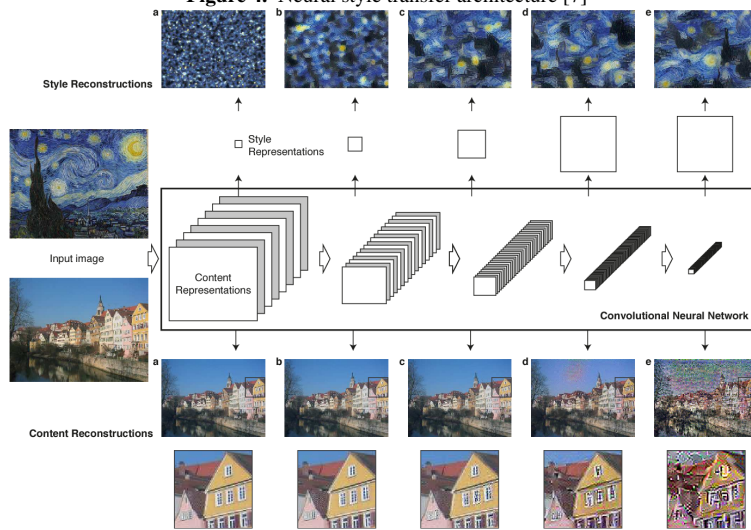 Figure 4. Neural style transfer architecture [7]
a b c d e
Style Reconstructions
Style
Representations
Input image
Content
Representations
Convolutional Neural Network
a b c d e
Content Reconstructions